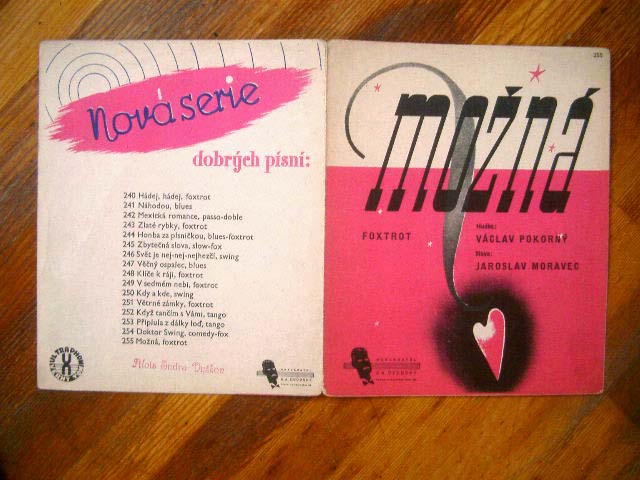 Nová serie
dobrých písní:
240 Hádej, hádej, foxtrot
241 Náhodou, blues
242 Mexická romance, passo-doble
243 Zlaté rybky, foxtrot
244 Honba za písničkou, blues-foxtrot
245 Zbytečná slova, slow-fox
246 Svět je nej-nej-nejhezčí, swing
247 Věčný ospalec, blues
248 Klíče k ráji, foxtrot
249 V sedmém nebi, foxtrot
250 Kdy a kde, swing
251 Větrné zámky, foxtrot
252 Když tančím s Vámi, tango
253 Připlula z dálky loď, tango
254 Doktor Swing, comedy-fox
255 Možná, foxtrot
ULTRAPHON
255
možná
FOXTROT
Hudba:
VÁCLAV POKORNÝ
Slova:
JAROSLAV MORAVEC
NAKLADATEL